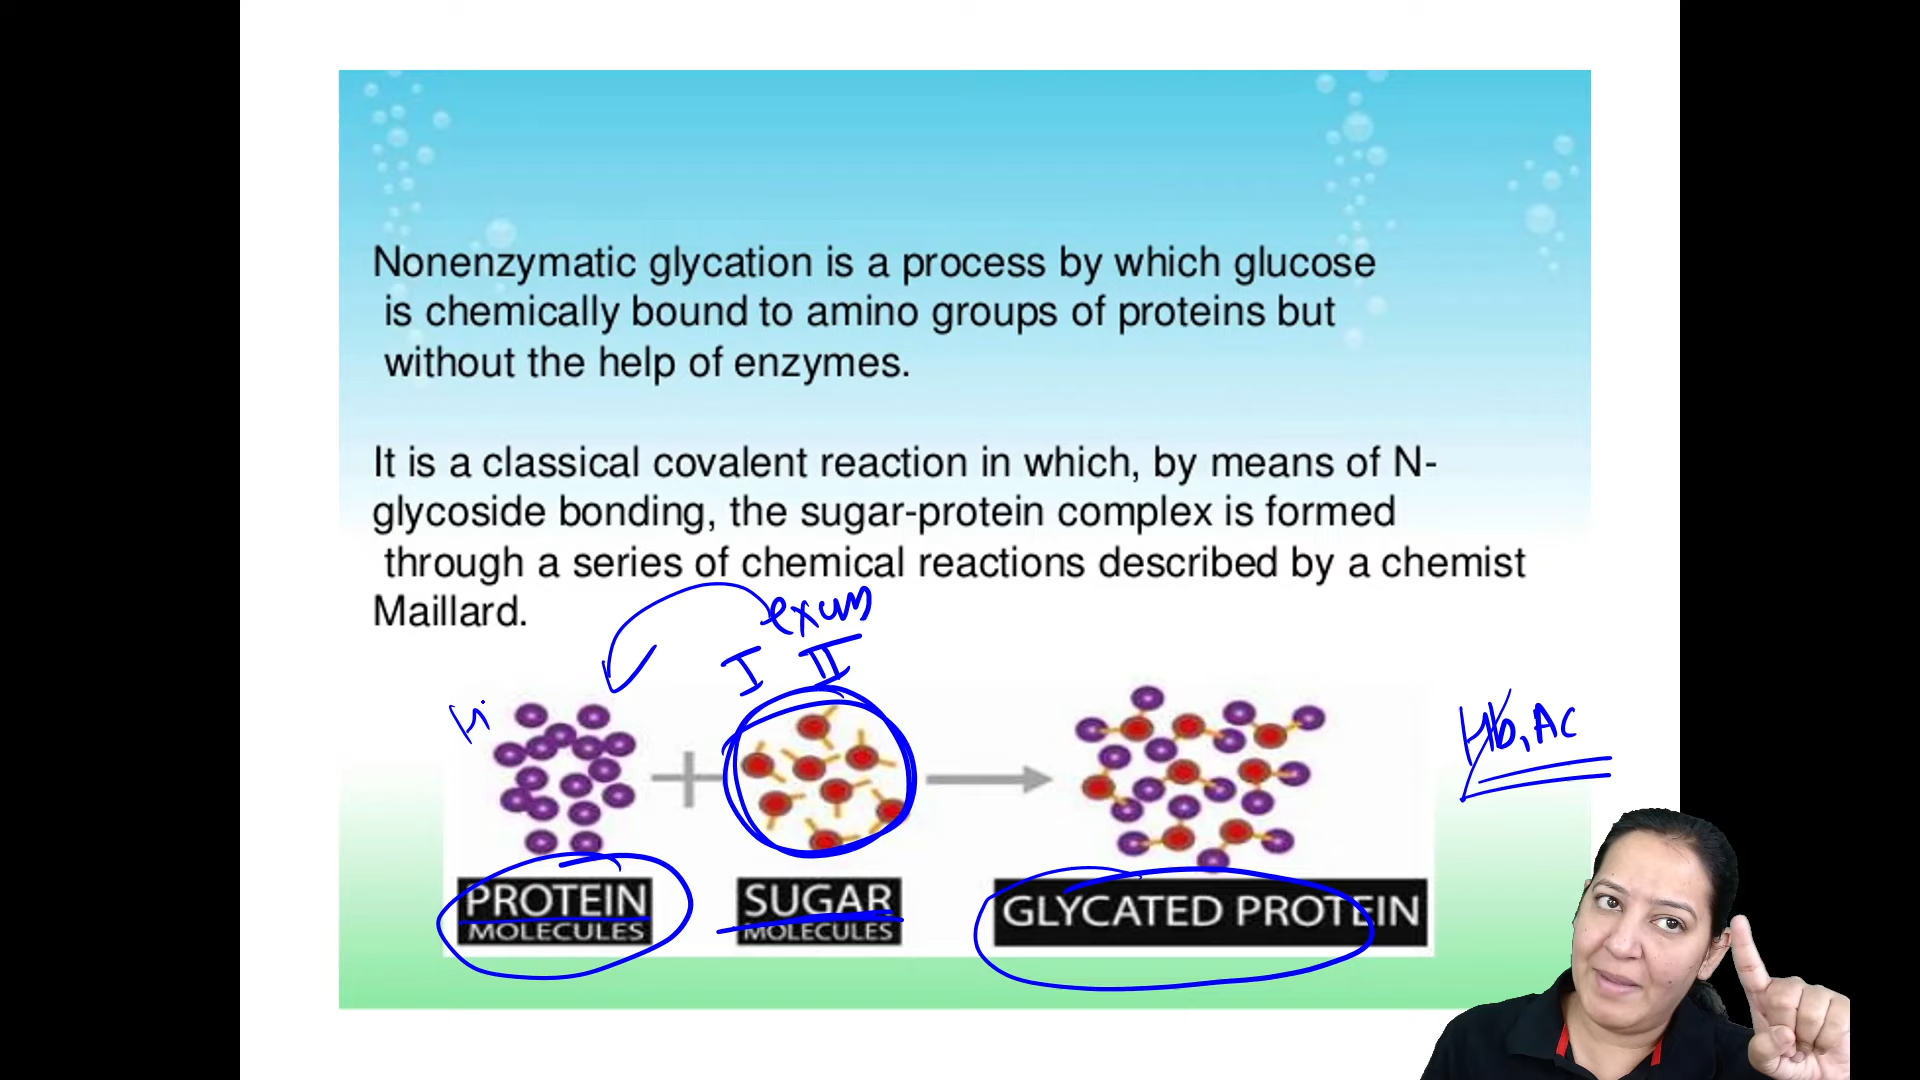 Nonenzymatic glycation is a process by which glucose
is chemically bound to amino groups of proteins but
without the help of enzymes.
It is a classical covalent reaction in which, by means of N-
glycoside bonding, the sugar-protein complex is formed
through a series of chemical reactions described by a chemist
Maillard.
I II
Hb, AC
PROTEIN
MOLECULES
SUGAR
MOLECULES
GLYCATED PROTEIN